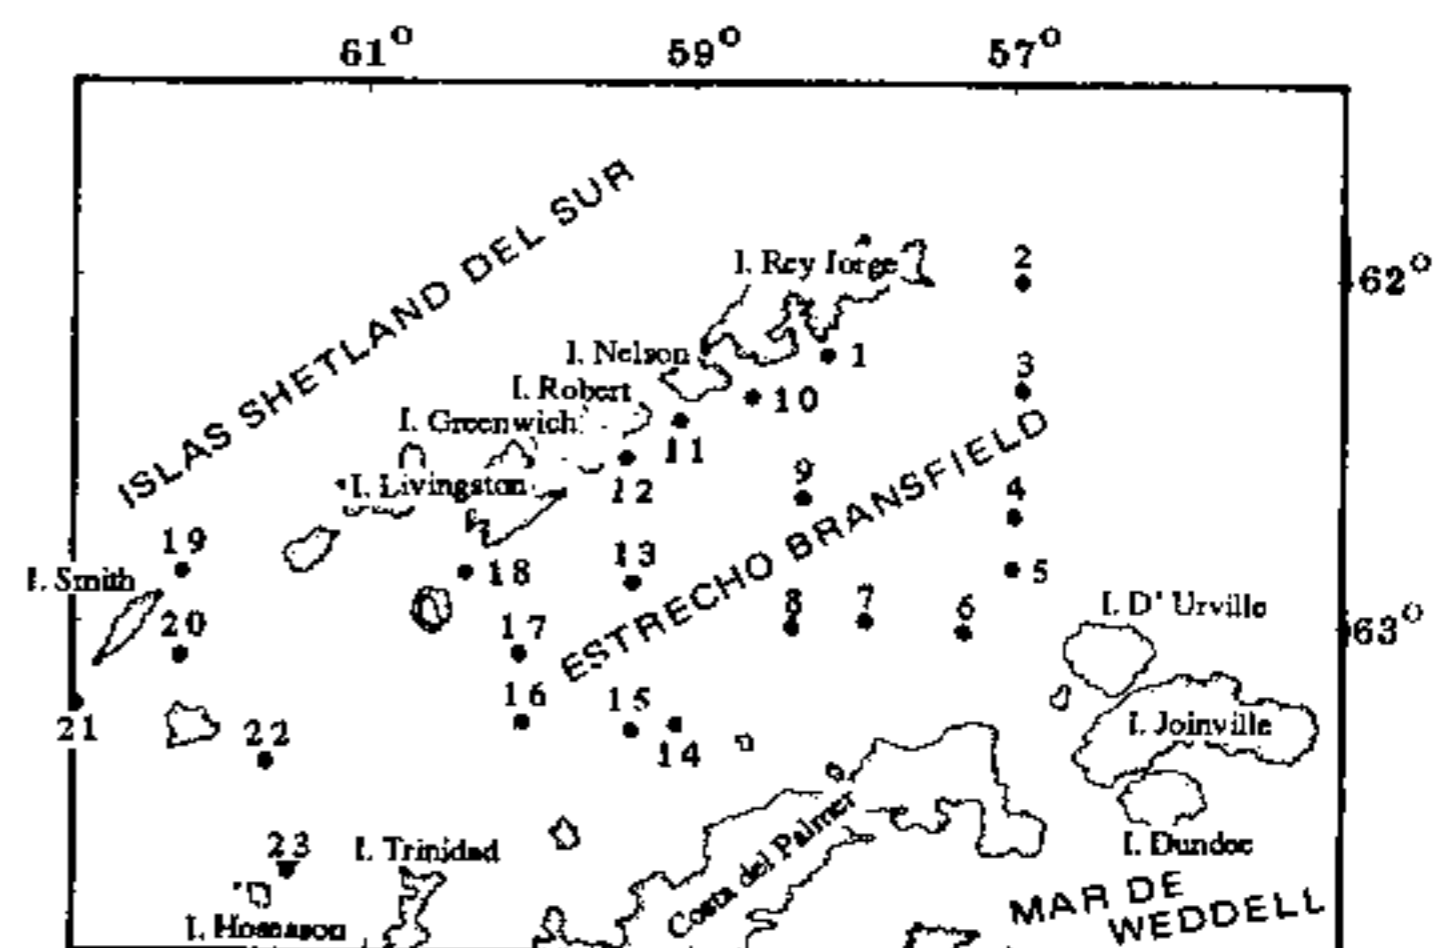 61° 59° 57°
ISLAS SHETLAND DEL SUR
I. Rey Jorge
2
62°
I. Nelson
1
3
I. Robert
10
I. Greenwich
11
I. Livingston
12
9
4
ESTRECHO BRANSFIELD
19
18
13
5
I. Smith
20
17
8
7
6
I. D' Urville
63°
21
16
15
14
22
I. Joinville
23
I. Trinidad
Costa del Palmer
I. Dundee
I. Hoseason
MAR DE
WEDDELL